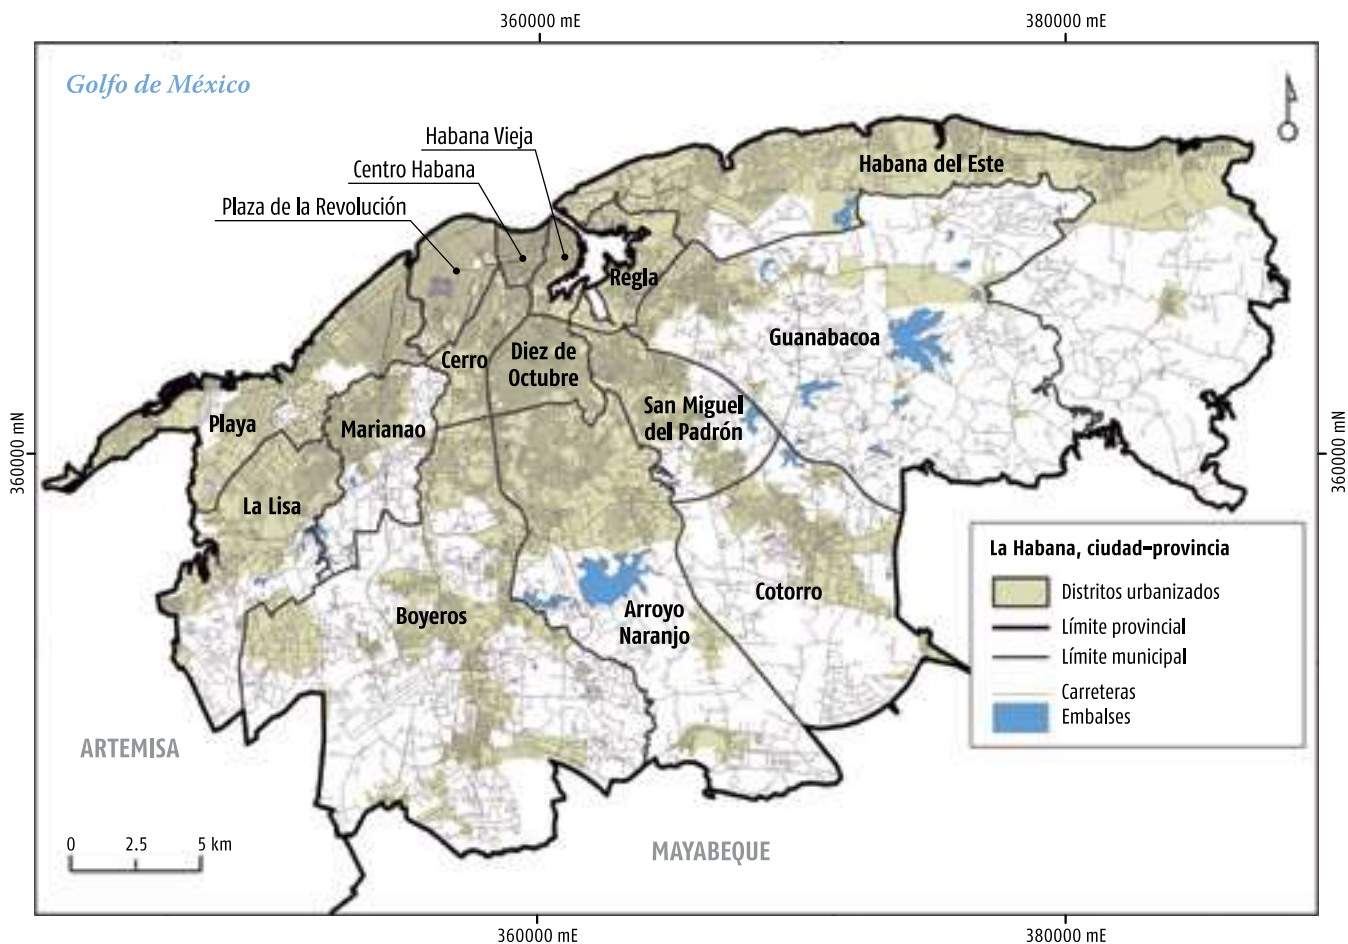 360000 mE
380000 mE
Golfo de México
Habana Vieja
Centro Habana
Plaza de la Revolución
Habana del Este
Regla
Guanabacoa
Cerro
Diez de
Octubre
San Miguel
del Padrón
Playa
Marianao
La Lisa
360000 mN
360000 mN
Boyeros
Arroyo
Naranjo
Cotorro
La Habana, ciudad–provincia
Distritos urbanizados
Límite provincial
Límite municipal
Carreteras
Embalses
ARTEMISA
MAYABEQUE
0 2.5 5 km
360000 mE
380000 mE